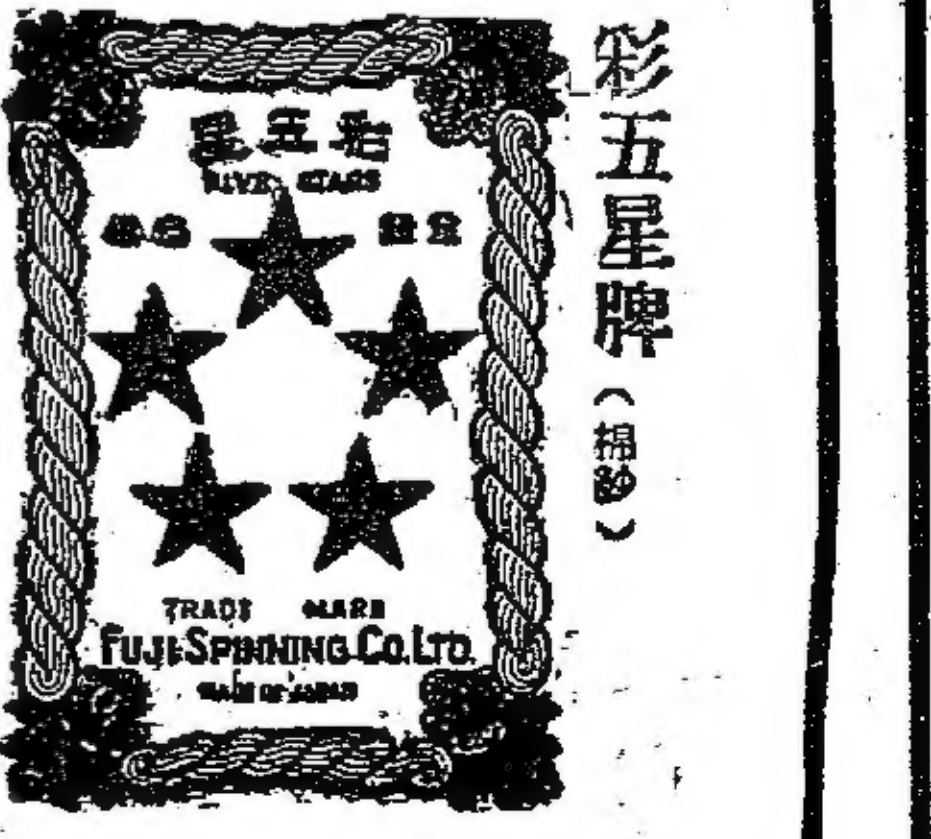 彩五星
FIVE STARS
TRADE MARK
FUJI SPINNING CO. LTD.
MADE IN JAPAN
彩五星牌
（棉紗）